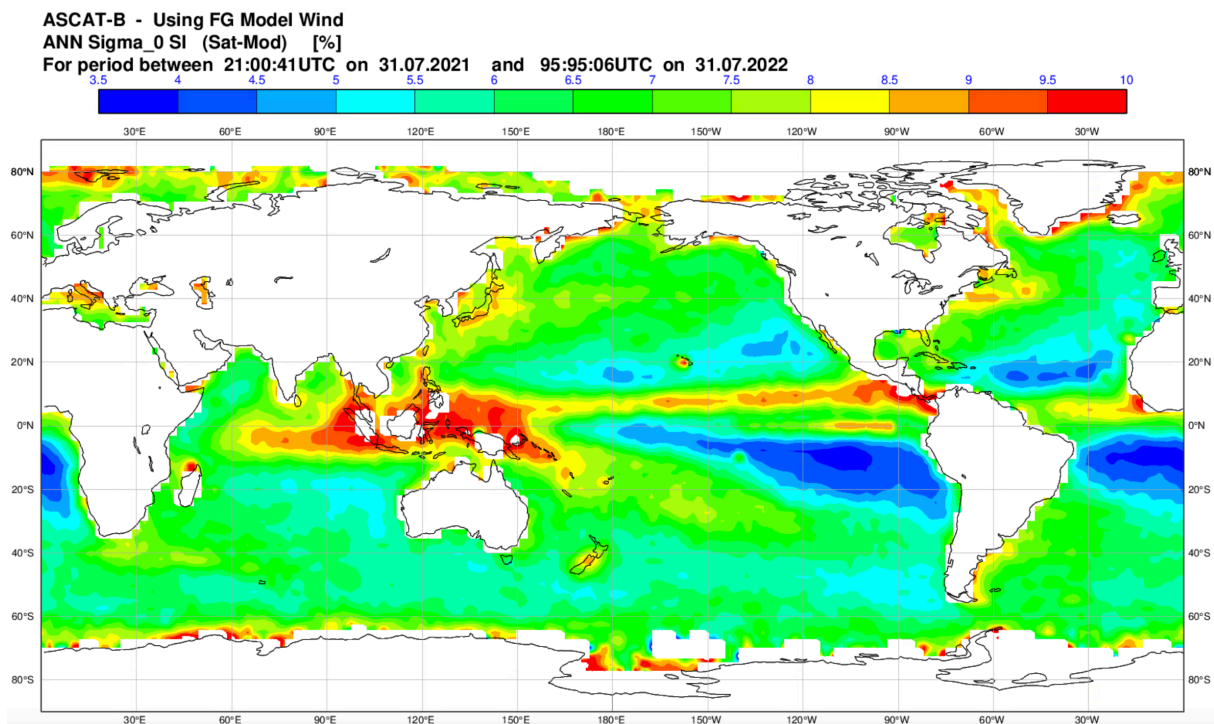 ASCAT-B - Using FG Model Wind
ANN Sigma_0 SI (Sat-Mod) [%]
For period between 21:00:41UTC on 31.07.2021 and 95:95:06UTC on 31.07.2022
3.5 4 4.5 5 5.5 6 6.5 7 7.5 8 8.5 9 9.5 10
30°E 60°E 90°E 120°E 150°E 180°E 150°W 120°W 90°W 60°W 30°W
80°N 80°N
60°N 60°N
40°N 40°N
20°N 20°N
0°N 0°N
20°S 20°S
40°S 40°S
60°S 60°S
80°S 80°S
30°E 60°E 90°E 120°E 150°E 180°E 150°W 120°W 90°W 60°W 30°W